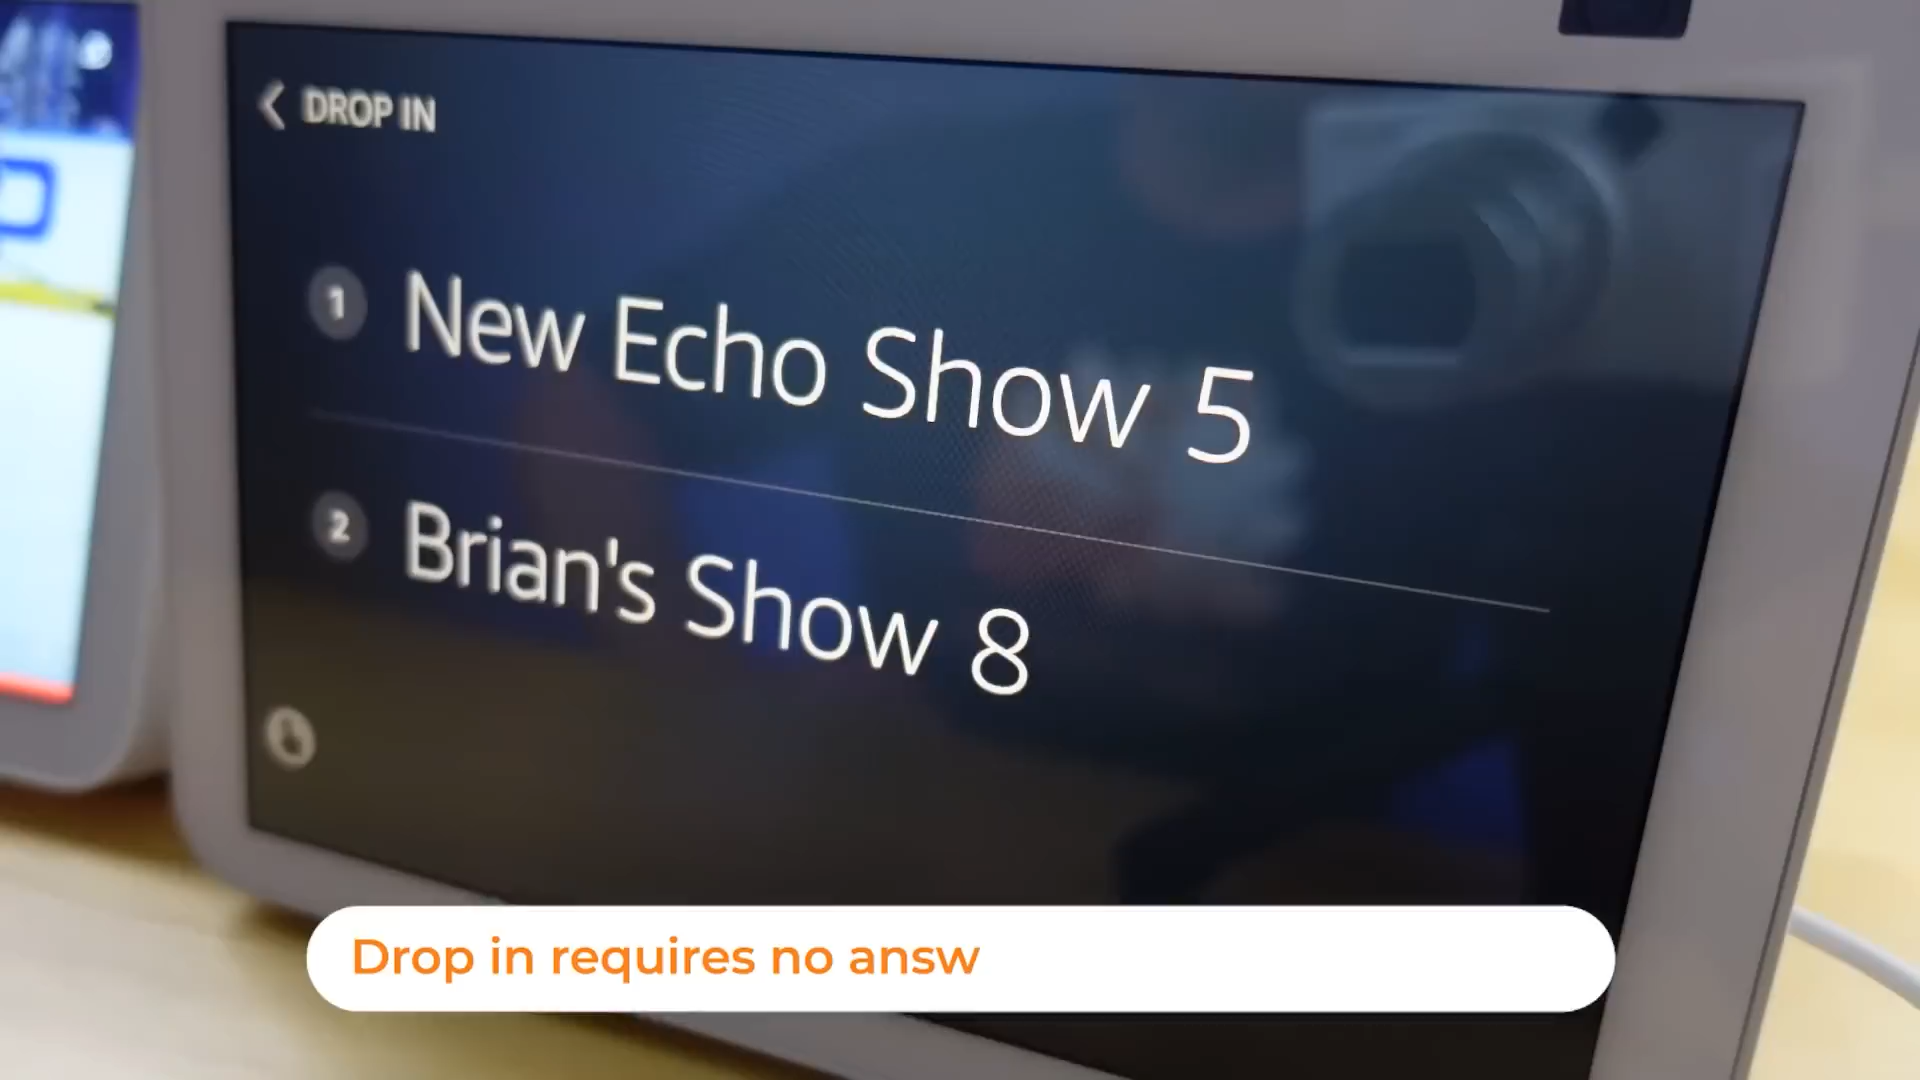 DROP IN
1 New Echo Show 5
2 Brian's Show 8
Drop in requires no answ